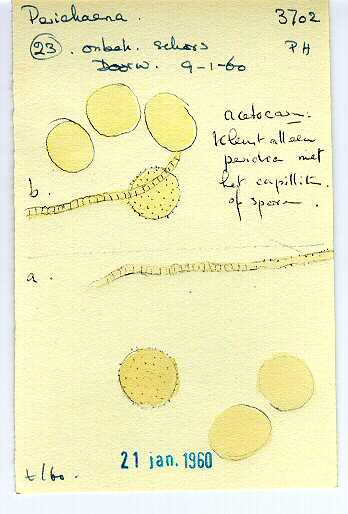 Perichaena.
3702
23. onbek. schors
PH
Doorw. 9-1-60
acetocarm.
kleurt alleen
peridia met
het capillit.
of sporen.
b.
a.
21 jan. 1960
t/60.